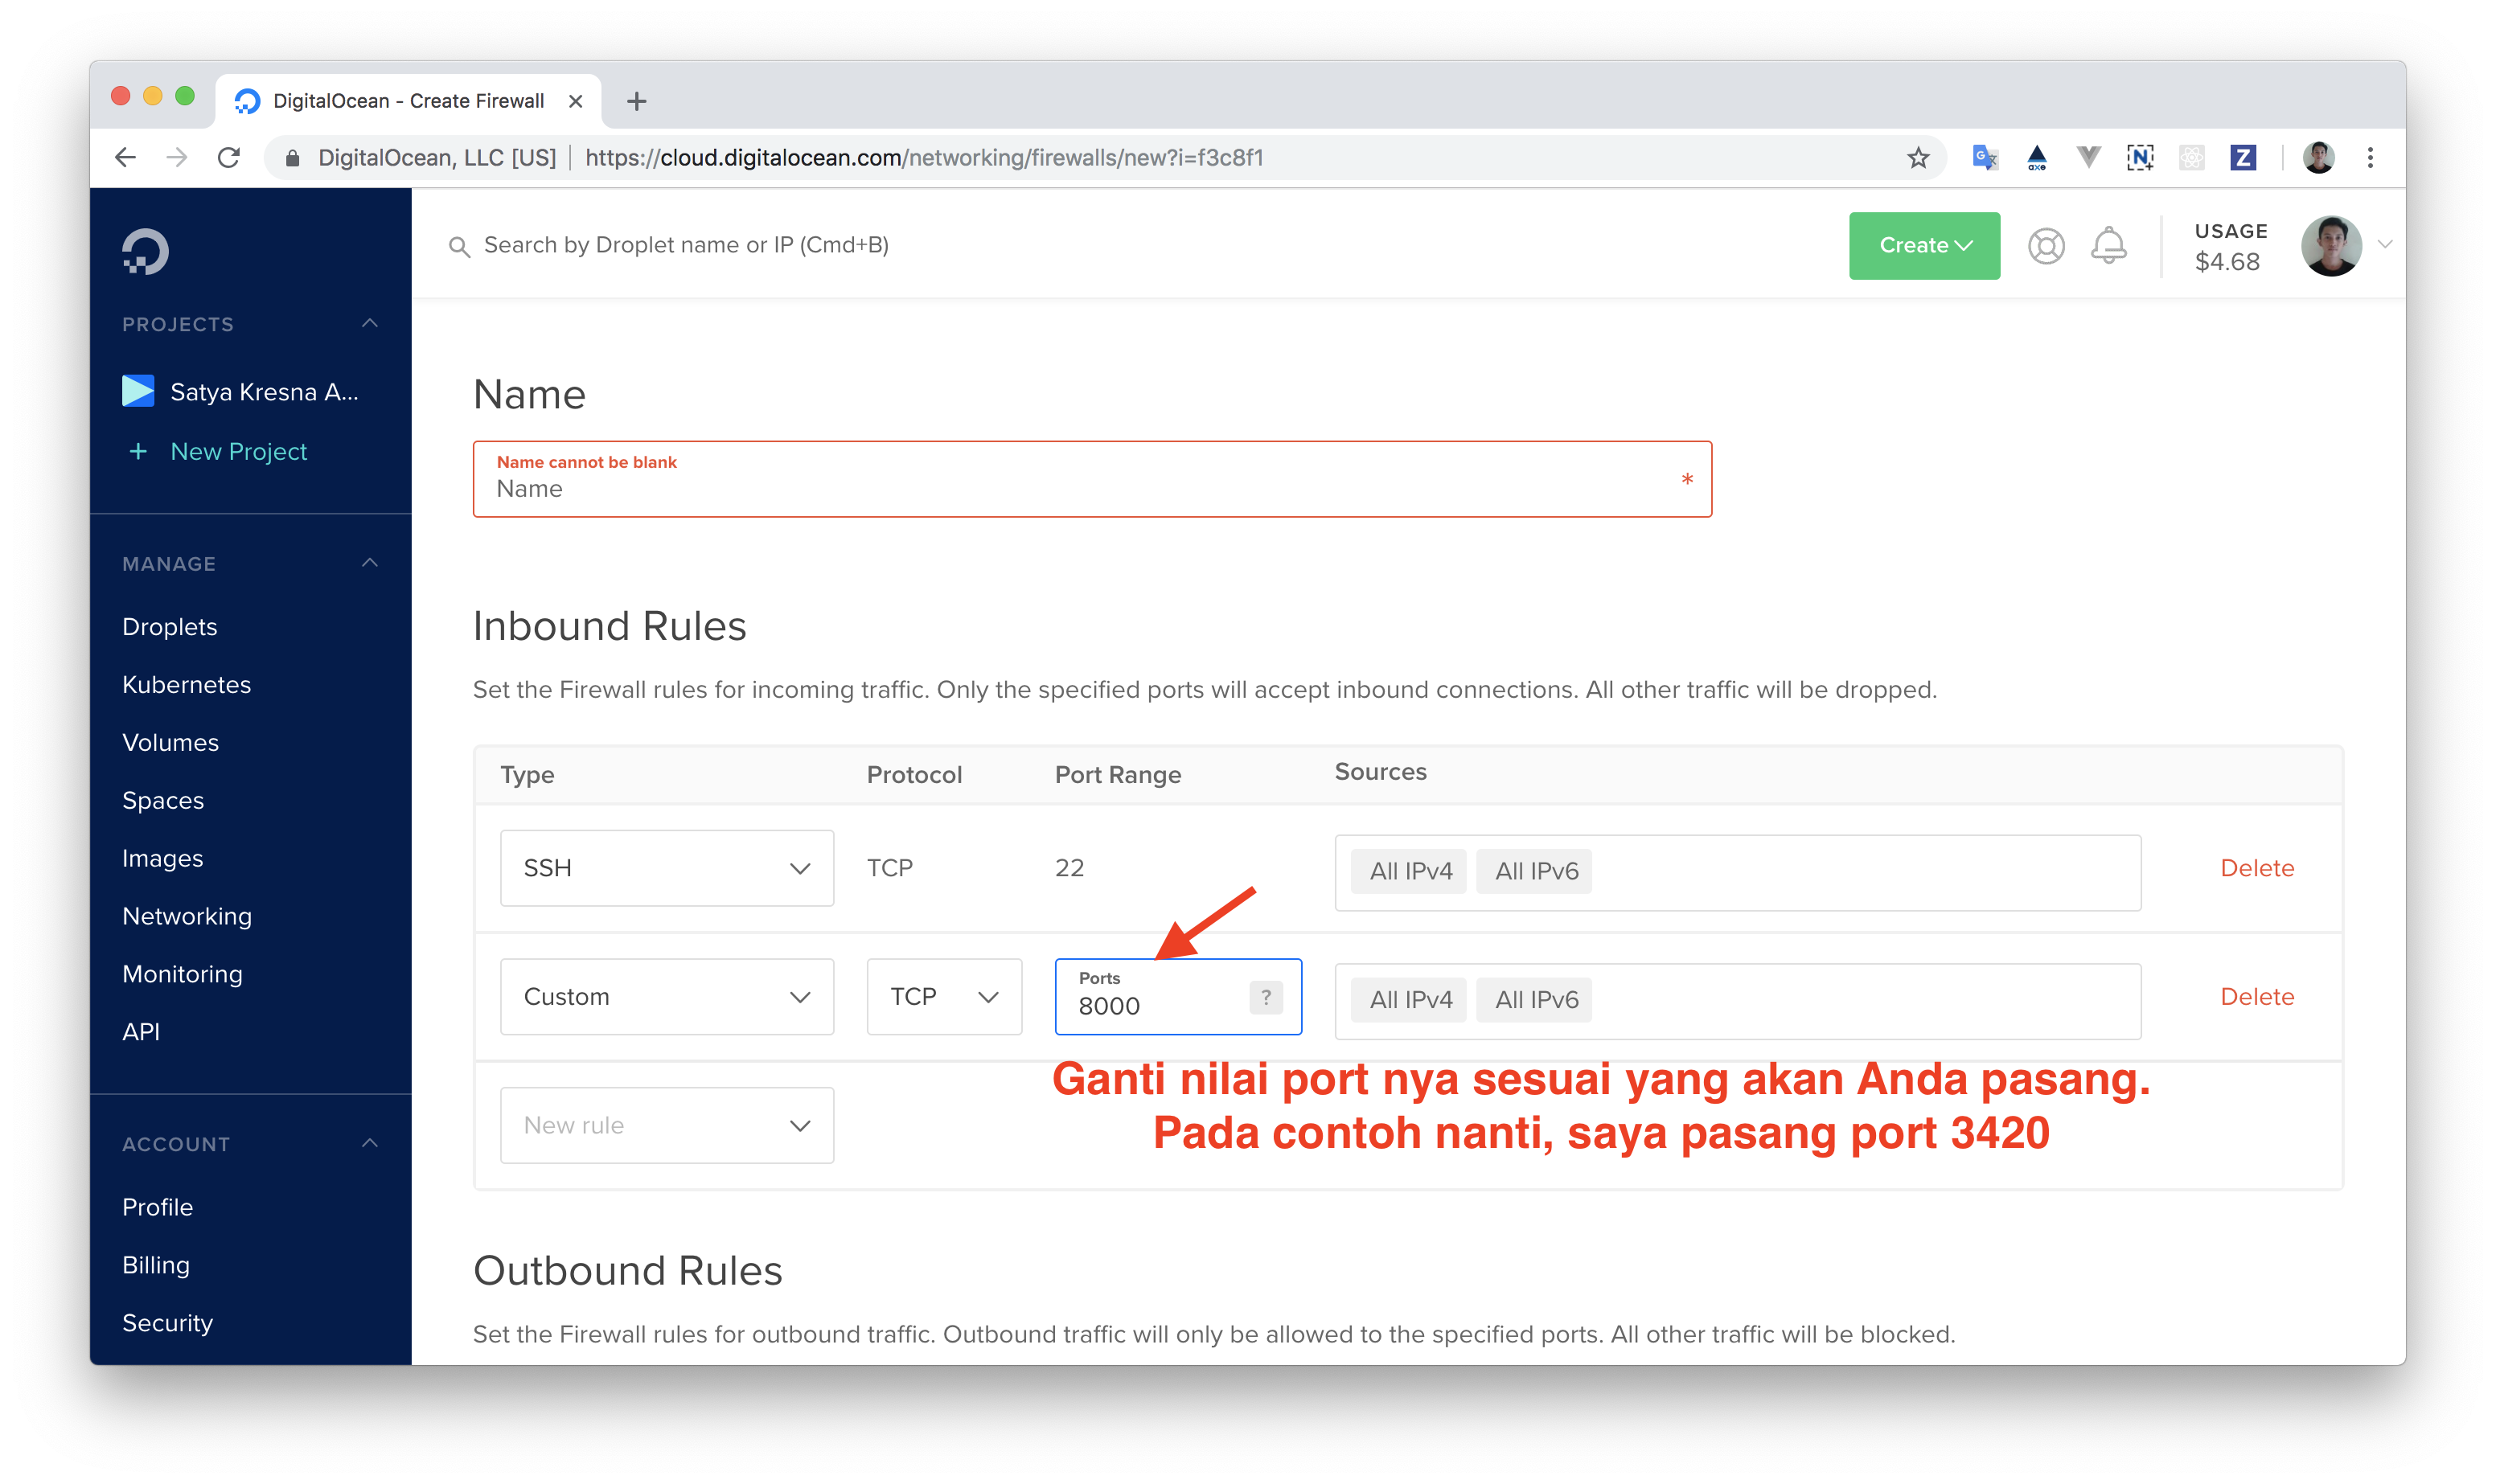 DigitalOcean - Create Firewall
DigitalOcean, LLC [US] https://cloud.digitalocean.com/networking/firewalls/new?i=f3c8f1
axe
N
Z
Search by Droplet name or IP (Cmd+B)
Create
USAGE
$4.68
PROJECTS
Satya Kresna A...
+ New Project
MANAGE
Droplets
Kubernetes
Volumes
Spaces
Images
Networking
Monitoring
API
ACCOUNT
Profile
Billing
Security
Name
Name cannot be blank
Name *
Inbound Rules
Set the Firewall rules for incoming traffic. Only the specified ports will accept inbound connections. All other traffic will be dropped.
Type Protocol Port Range Sources
SSH TCP 22 All IPv4 All IPv6 Delete
Ports
Custom TCP 8000 ? All IPv4 All IPv6 Delete
Ganti nilai port nya sesuai yang akan Anda pasang.
Pada contoh nanti, saya pasang port 3420
New rule
Outbound Rules
Set the Firewall rules for outbound traffic. Outbound traffic will only be allowed to the specified ports. All other traffic will be blocked.